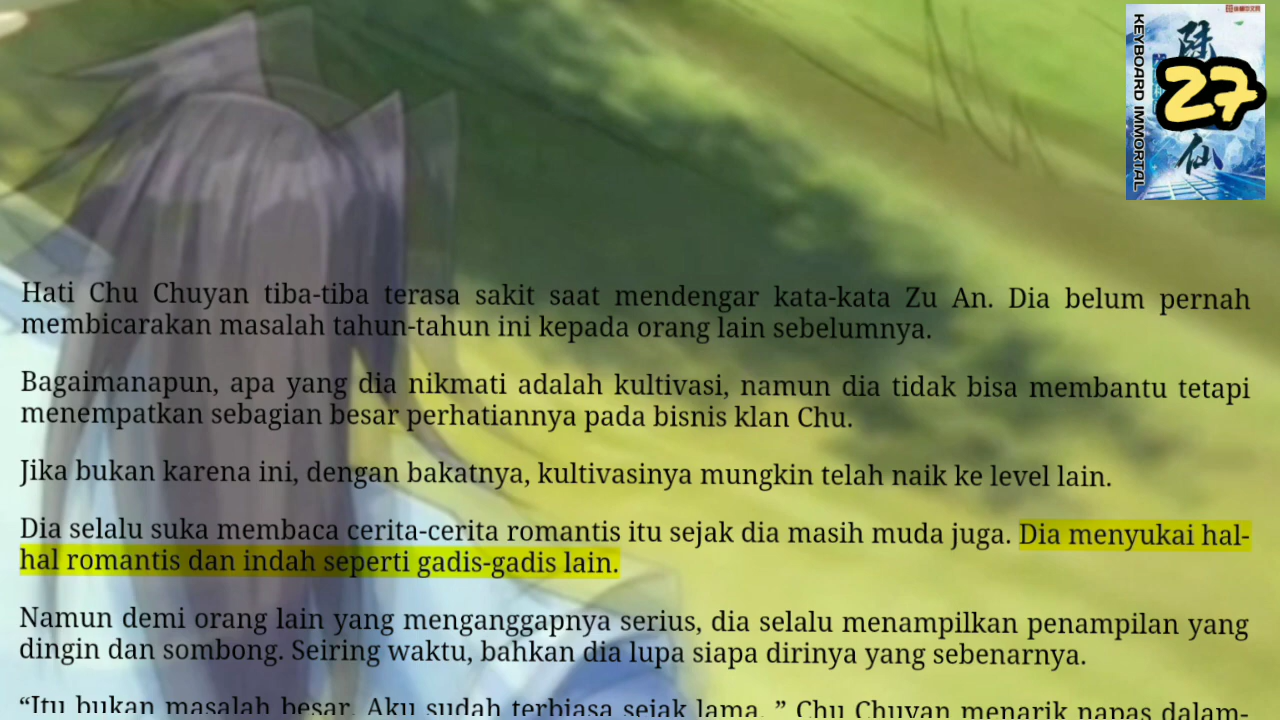 陆
27
仙
KEYBOARD IMMORTAL
Hati Chu Chuyan tiba-tiba terasa sakit saat mendengar kata-kata Zu An. Dia belum pernah
membicarakan masalah tahun-tahun ini kepada orang lain sebelumnya.
Bagaimanapun, apa yang dia nikmati adalah kultivasi, namun dia tidak bisa membantu tetapi
menempatkan sebagian besar perhatiannya pada bisnis klan Chu.
Jika bukan karena ini, dengan bakatnya, kultivasinya mungkin telah naik ke level lain.
Dia selalu suka membaca cerita-cerita romantis itu sejak dia masih muda juga. Dia menyukai hal-
hal romantis dan indah seperti gadis-gadis lain.
Namun demi orang lain yang menganggapnya serius, dia selalu menampilkan penampilan yang
dingin dan sombong. Seiring waktu, bahkan dia lupa siapa dirinya yang sebenarnya.
“Itu bukan masalah besar. Aku sudah terbiasa sejak lama. ” Chu Chuyan menarik napas dalam-